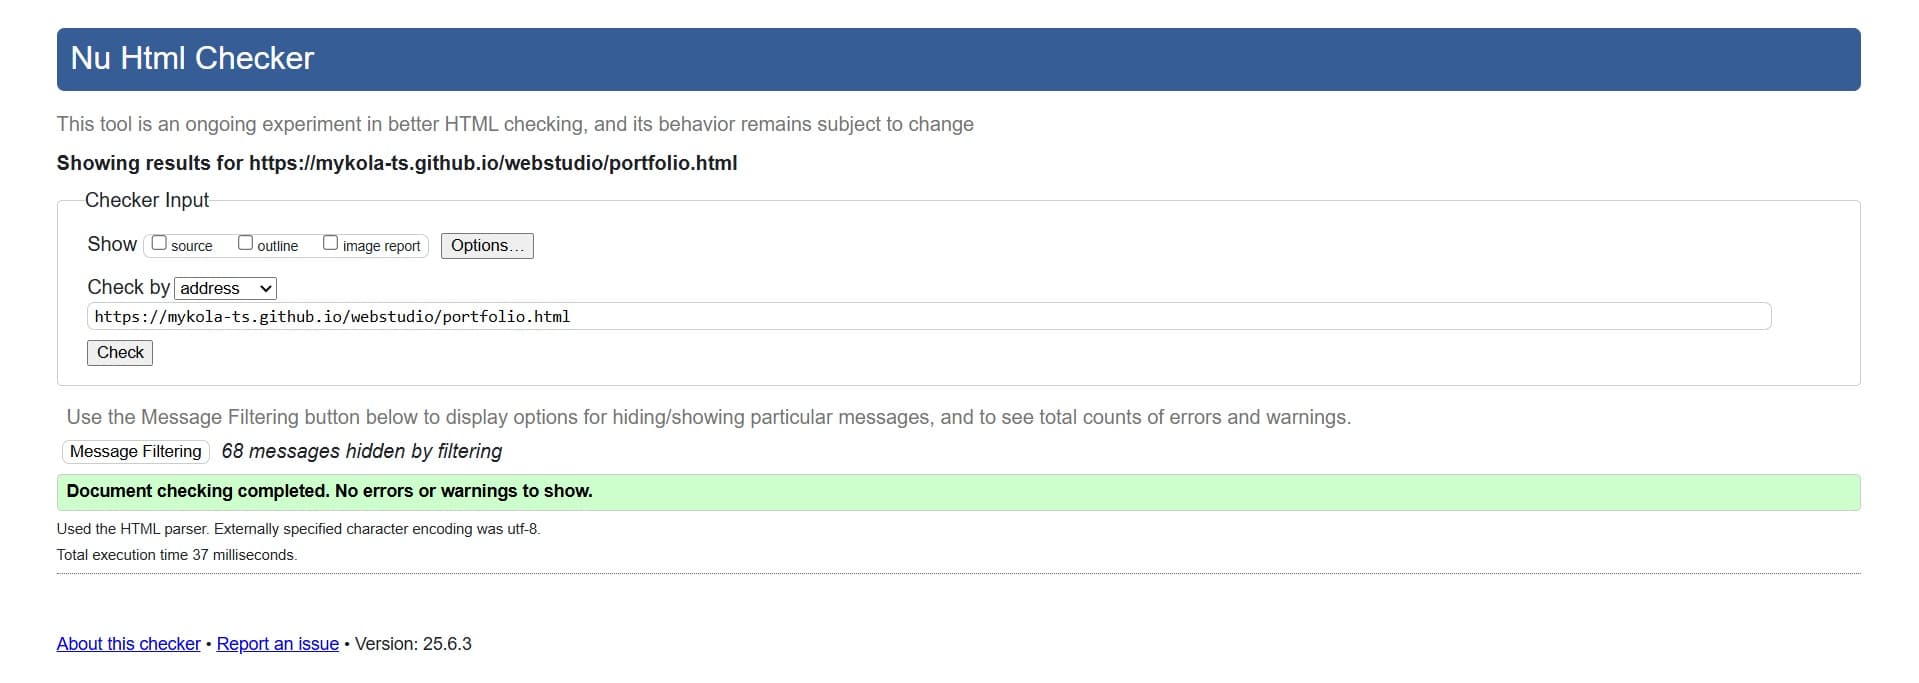 Nu Html Checker
This tool is an ongoing experiment in better HTML checking, and its behavior remains subject to change
Showing results for https://mykola-ts.github.io/webstudio/portfolio.html
Checker Input
Show source outline image report Options...
Check by address
https://mykola-ts.github.io/webstudio/portfolio.html
Check
Use the Message Filtering button below to display options for hiding/showing particular messages, and to see total counts of errors and warnings.
Message Filtering 68 messages hidden by filtering
Document checking completed. No errors or warnings to show.
Used the HTML parser. Externally specified character encoding was utf-8.
Total execution time 37 milliseconds.
About this checker • Report an issue • Version: 25.6.3